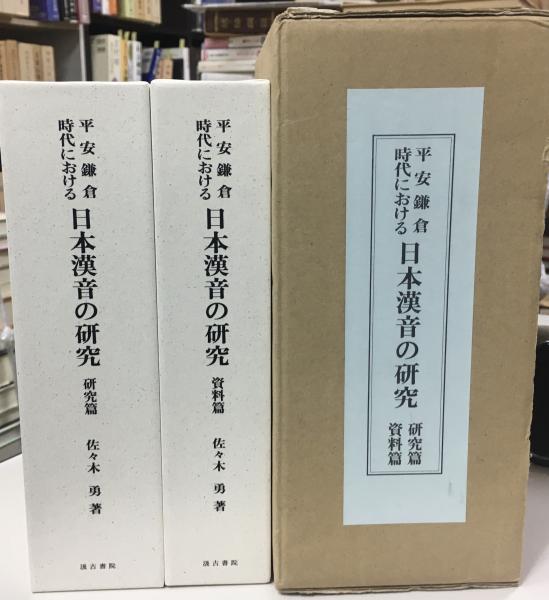 平安鎌倉
時代における
日本漢音の研究
研究篇
佐々木 勇 著
汲古書院
平安鎌倉
時代における
日本漢音の研究
資料篇
佐々木 勇 著
汲古書院
平安鎌倉
時代における
日本漢音の研究
研究篇
資料篇